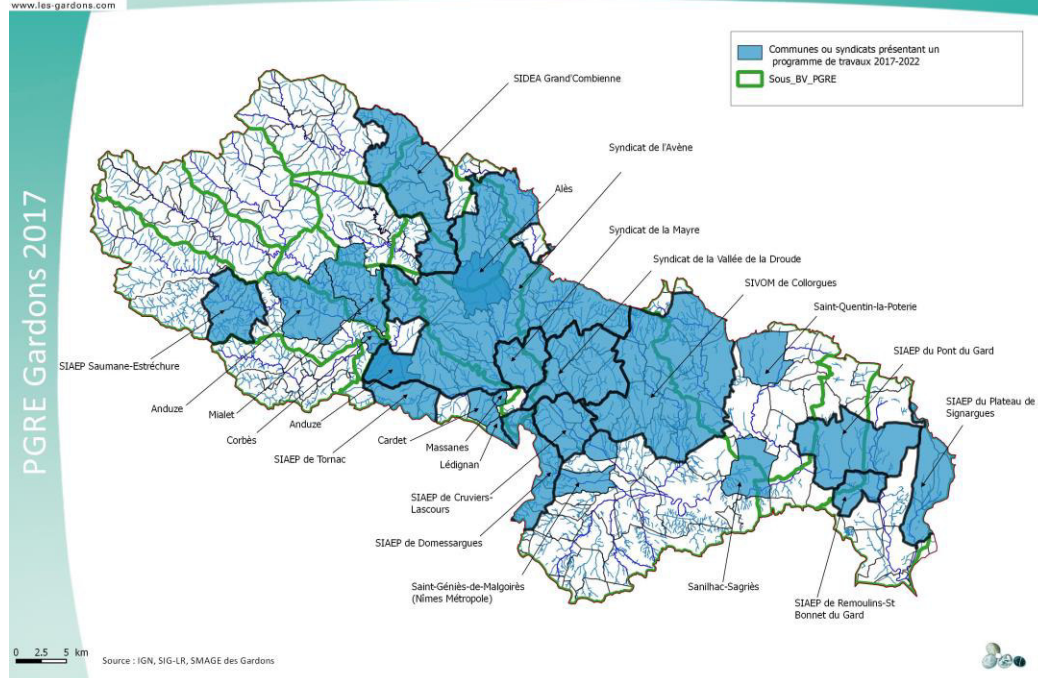 www.les-gardons.com
PGRE Gardons 2017
Communes ou syndicats présentant un
programme de travaux 2017-2022
Sous_BV_PGRE
SIDEA Grand'Combienne
Syndicat de l'Avène
Alès
Syndicat de la Mayre
Syndicat de la Vallée de la Droude
SIVOM de Collorgues
Saint-Quentin-la-Poterie
SIAEP du Pont du Gard
SIAEP du Plateau de
Signargues
SIAEP Saumane-Estréchure
Anduze
Mialet
Corbès
Anduze
SIAEP de Tornac
Cardet
Massanes
Lédignan
SIAEP de Cruviers-
Lascours
SIAEP de Domessargues
Saint-Géniès-de-Malgoirès
(Nîmes Métropole)
Sanilhac-Sagriès
SIAEP de Remoulins-St
Bonnet du Gard
0 2.5 5 km
Source : IGN, SIG-LR, SMAGE des Gardons